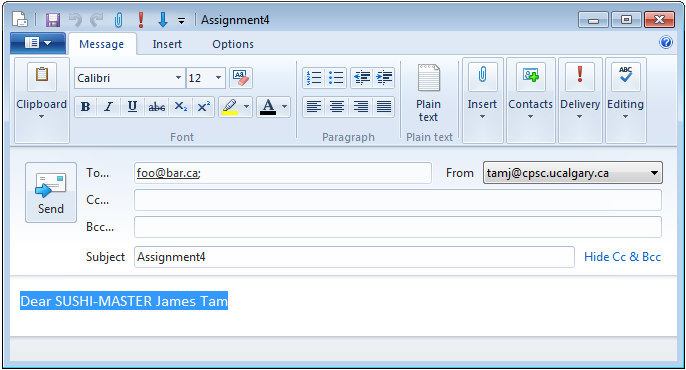 Assignment4
Message Insert Options
Calibri 12
Clipboard
B I U abc X₂ X² A
Plain text
Insert Contacts Delivery Editing
ABC
Font Paragraph Plain text
To... foo@bar.ca; From tamj@cpsc.ucalgary.ca
Send
Cc...
Bcc...
Subject Assignment4 Hide Cc & Bcc
Dear SUSHI-MASTER James Tam